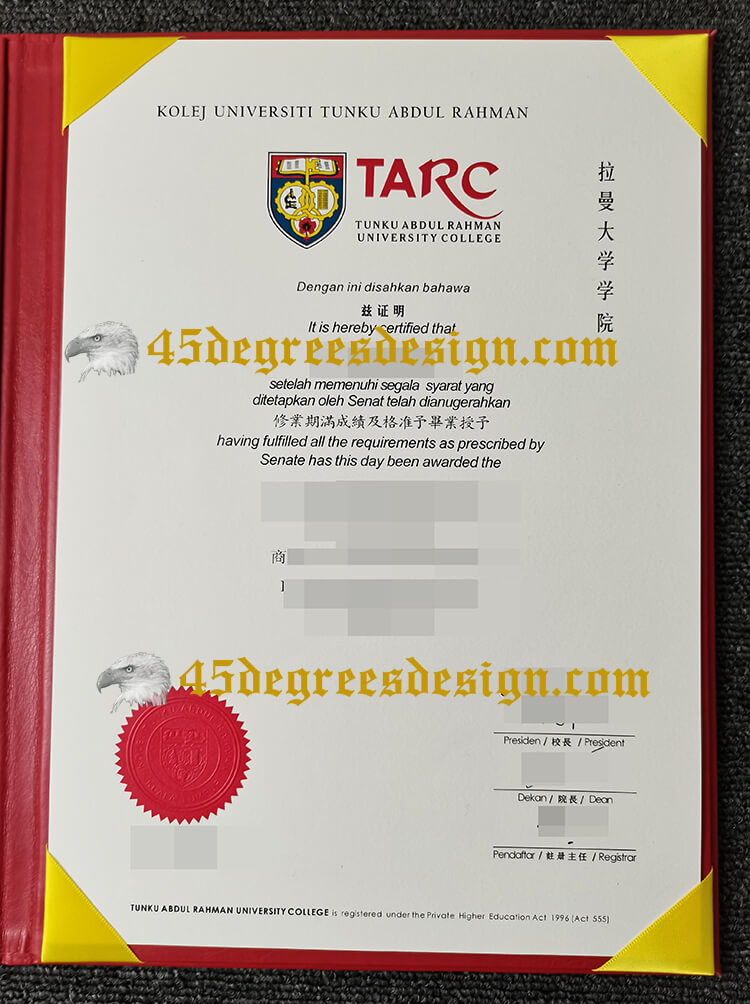 KOLEJ UNIVERSITI TUNKU ABDUL RAHMAN
TARC
TUNKU ABDUL RAHMAN
UNIVERSITY COLLEGE
拉曼大学学院
Dengan ini disahkan bahawa
兹证明
It is hereby certified that
45degreesdesign.com
setelah memenuhi segala syarat yang
ditetapkan oleh Senat telah dianugerahkan
修業期滿成績及格准予畢業授予
having fulfilled all the requirements as prescribed by
Senate has this day been awarded the
商
45degreesdesign.com
Presiden / 校長 / President
Dekan / 院長 / Dean
Pendaftar / 註册主任 / Registrar
TUNKU ABDUL RAHMAN UNIVERSITY COLLEGE is registered under the Private Higher Education Act 1996 (Act 555)